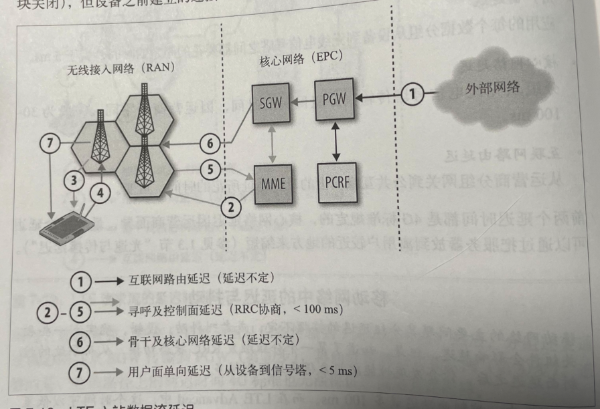 块关闭），但设备之前建立的连
无线接入网络（RAN）
核心网络（EPC）
SGW
PGW
1
外部网络
7
6
3
4
5
2
MME
PCRF
1 → 互联网路由延迟（延迟不定）
2 - 5 → 寻呼及控制面延迟（RRC协商，< 100 ms）
6 → 骨干及核心网络延迟（延迟不定）
7 → 用户面单向延迟（从设备到信号塔，< 5 ms）